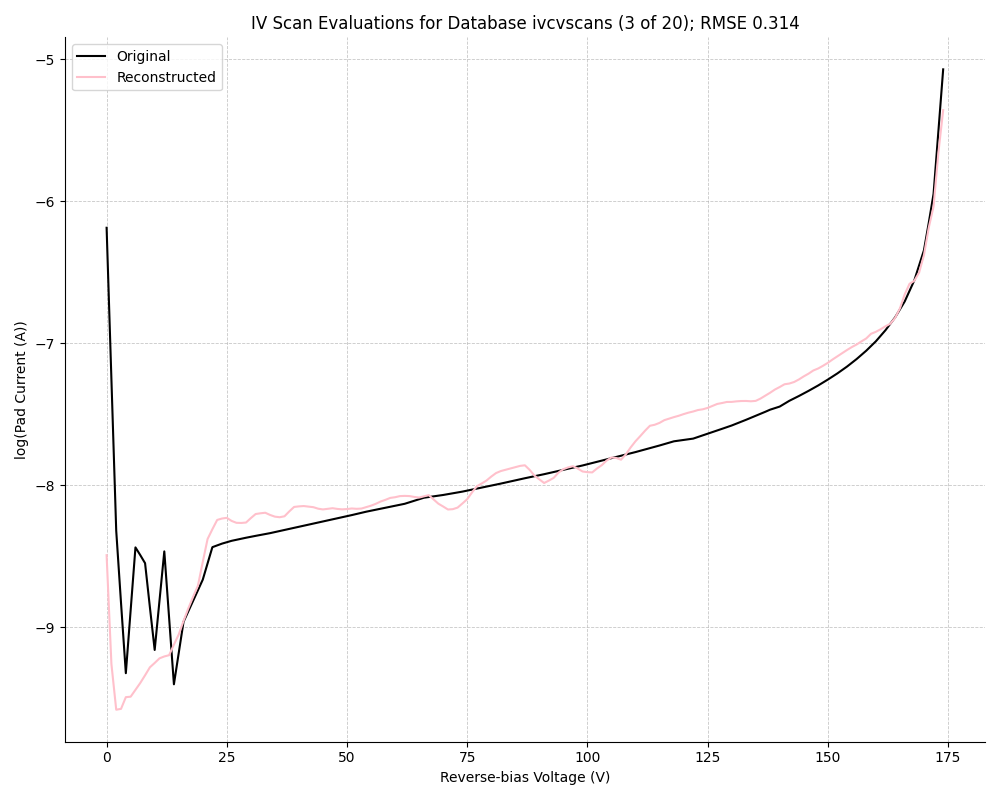 IV Scan Evaluations for Database ivcvscans (3 of 20); RMSE 0.314
Original
Reconstructed
log(Pad Current (A))
−5
−6
−7
−8
−9
0 25 50 75 100 125 150 175
Reverse-bias Voltage (V)